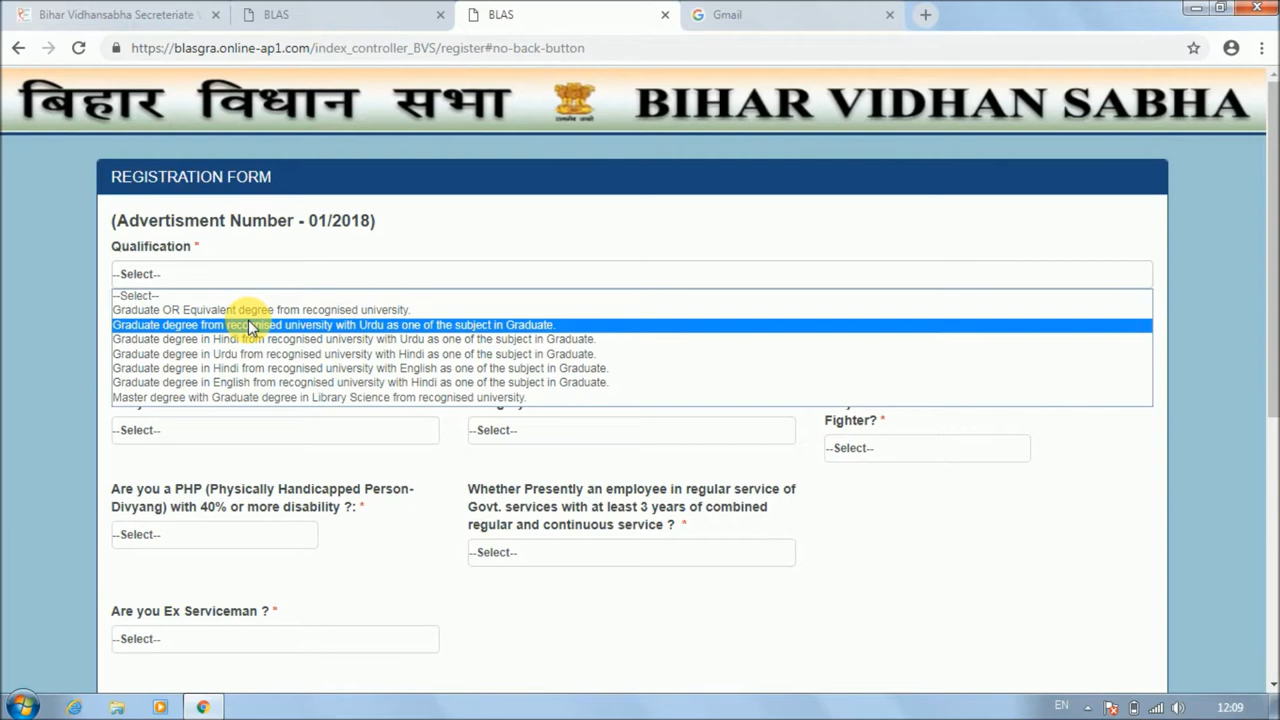 Bihar Vidhansabha Secreteriate
BLAS
BLAS
Gmail
https://blasgra.online-ap1.com/index_controller_BVS/register#no-back-button
बिहार विधान सभा BIHAR VIDHAN SABHA
REGISTRATION FORM
(Advertisment Number - 01/2018)
Qualification *
--Select--
--Select--
Graduate OR Equivalent degree from recognised university.
Graduate degree from recognised university with Urdu as one of the subject in Graduate.
Graduate degree in Hindi from recognised university with Urdu as one of the subject in Graduate.
Graduate degree in Urdu from recognised university with Hindi as one of the subject in Graduate.
Graduate degree in Hindi from recognised university with English as one of the subject in Graduate.
Graduate degree in English from recognised university with Hindi as one of the subject in Graduate.
Master degree with Graduate degree in Library Science from recognised university.
Fighter? *
--Select--
--Select--
--Select--
Are you a PHP (Physically Handicapped Person-
Divyang) with 40% or more disability ?: *
--Select--
Whether Presently an employee in regular service of
Govt. services with at least 3 years of combined
regular and continuous service ? *
--Select--
Are you Ex Serviceman ? *
--Select--
EN
12:09